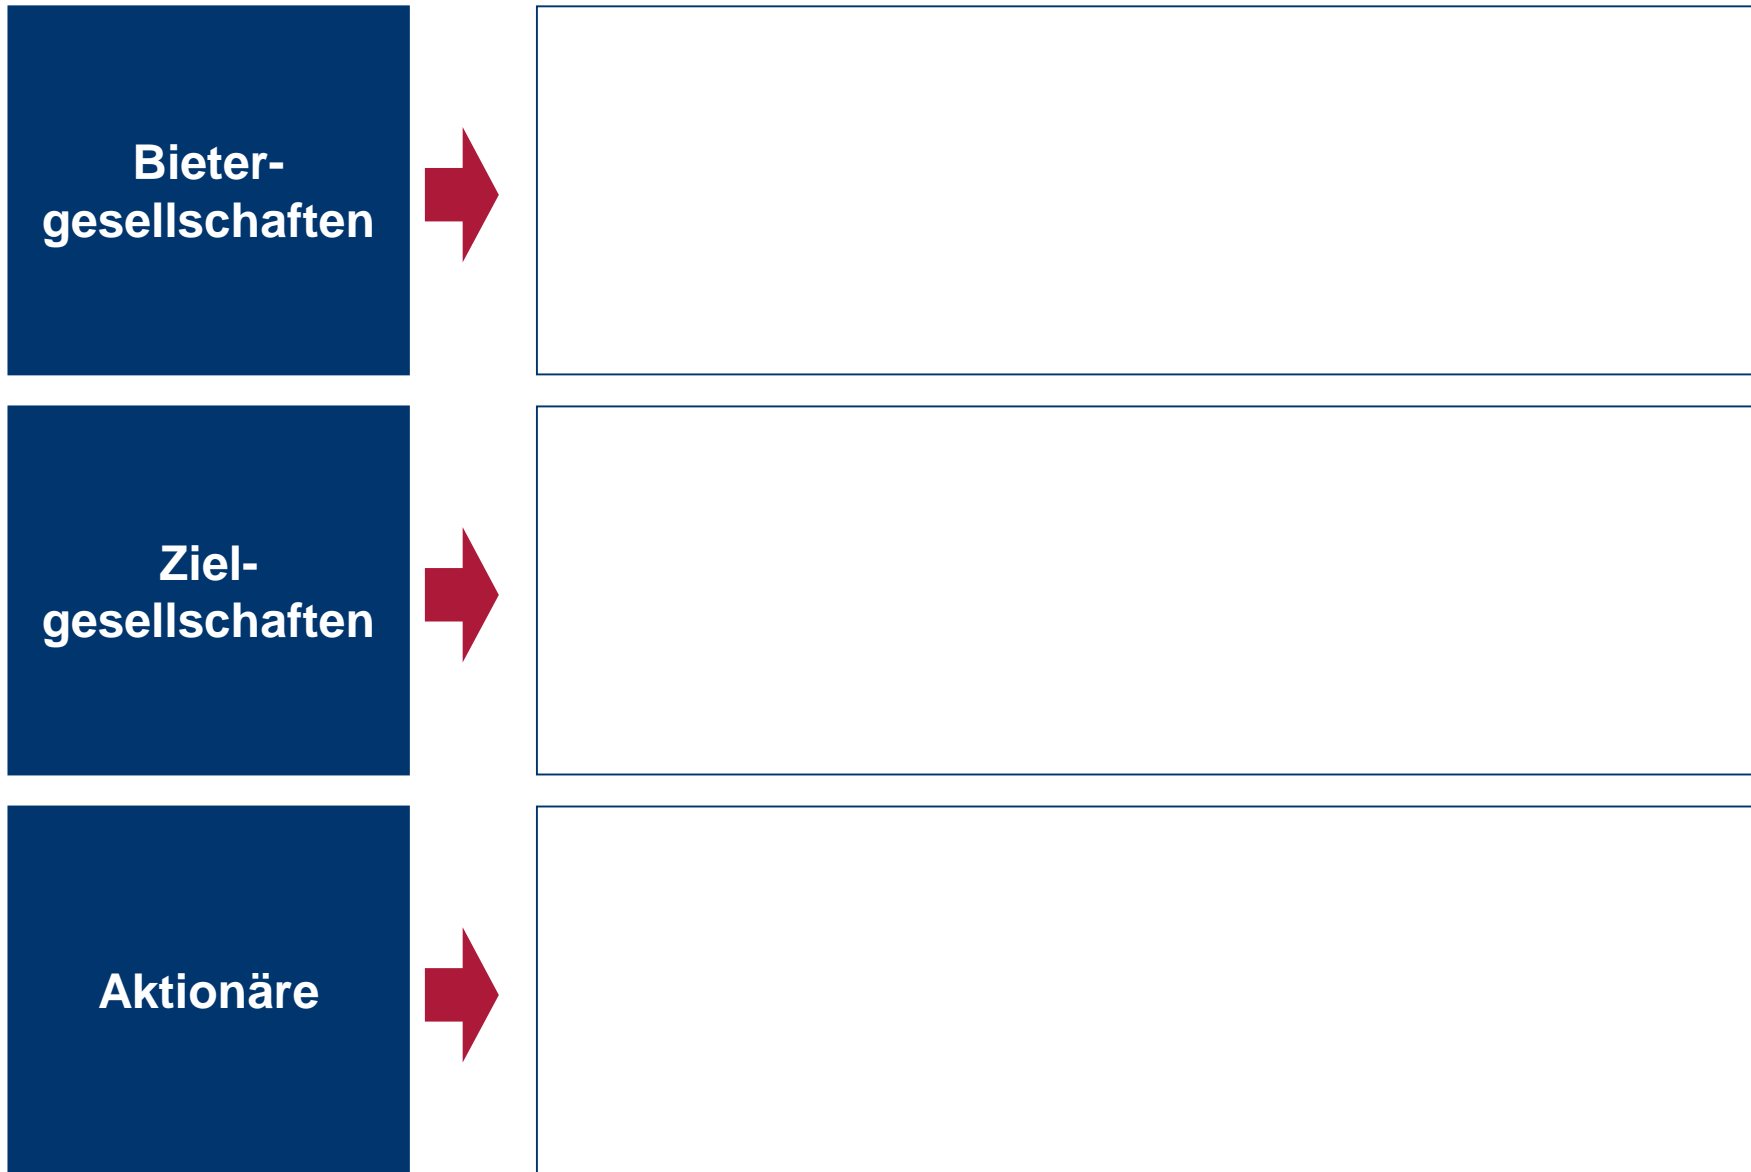 Bieter-
gesellschaften
Ziel-
gesellschaften
Aktionäre